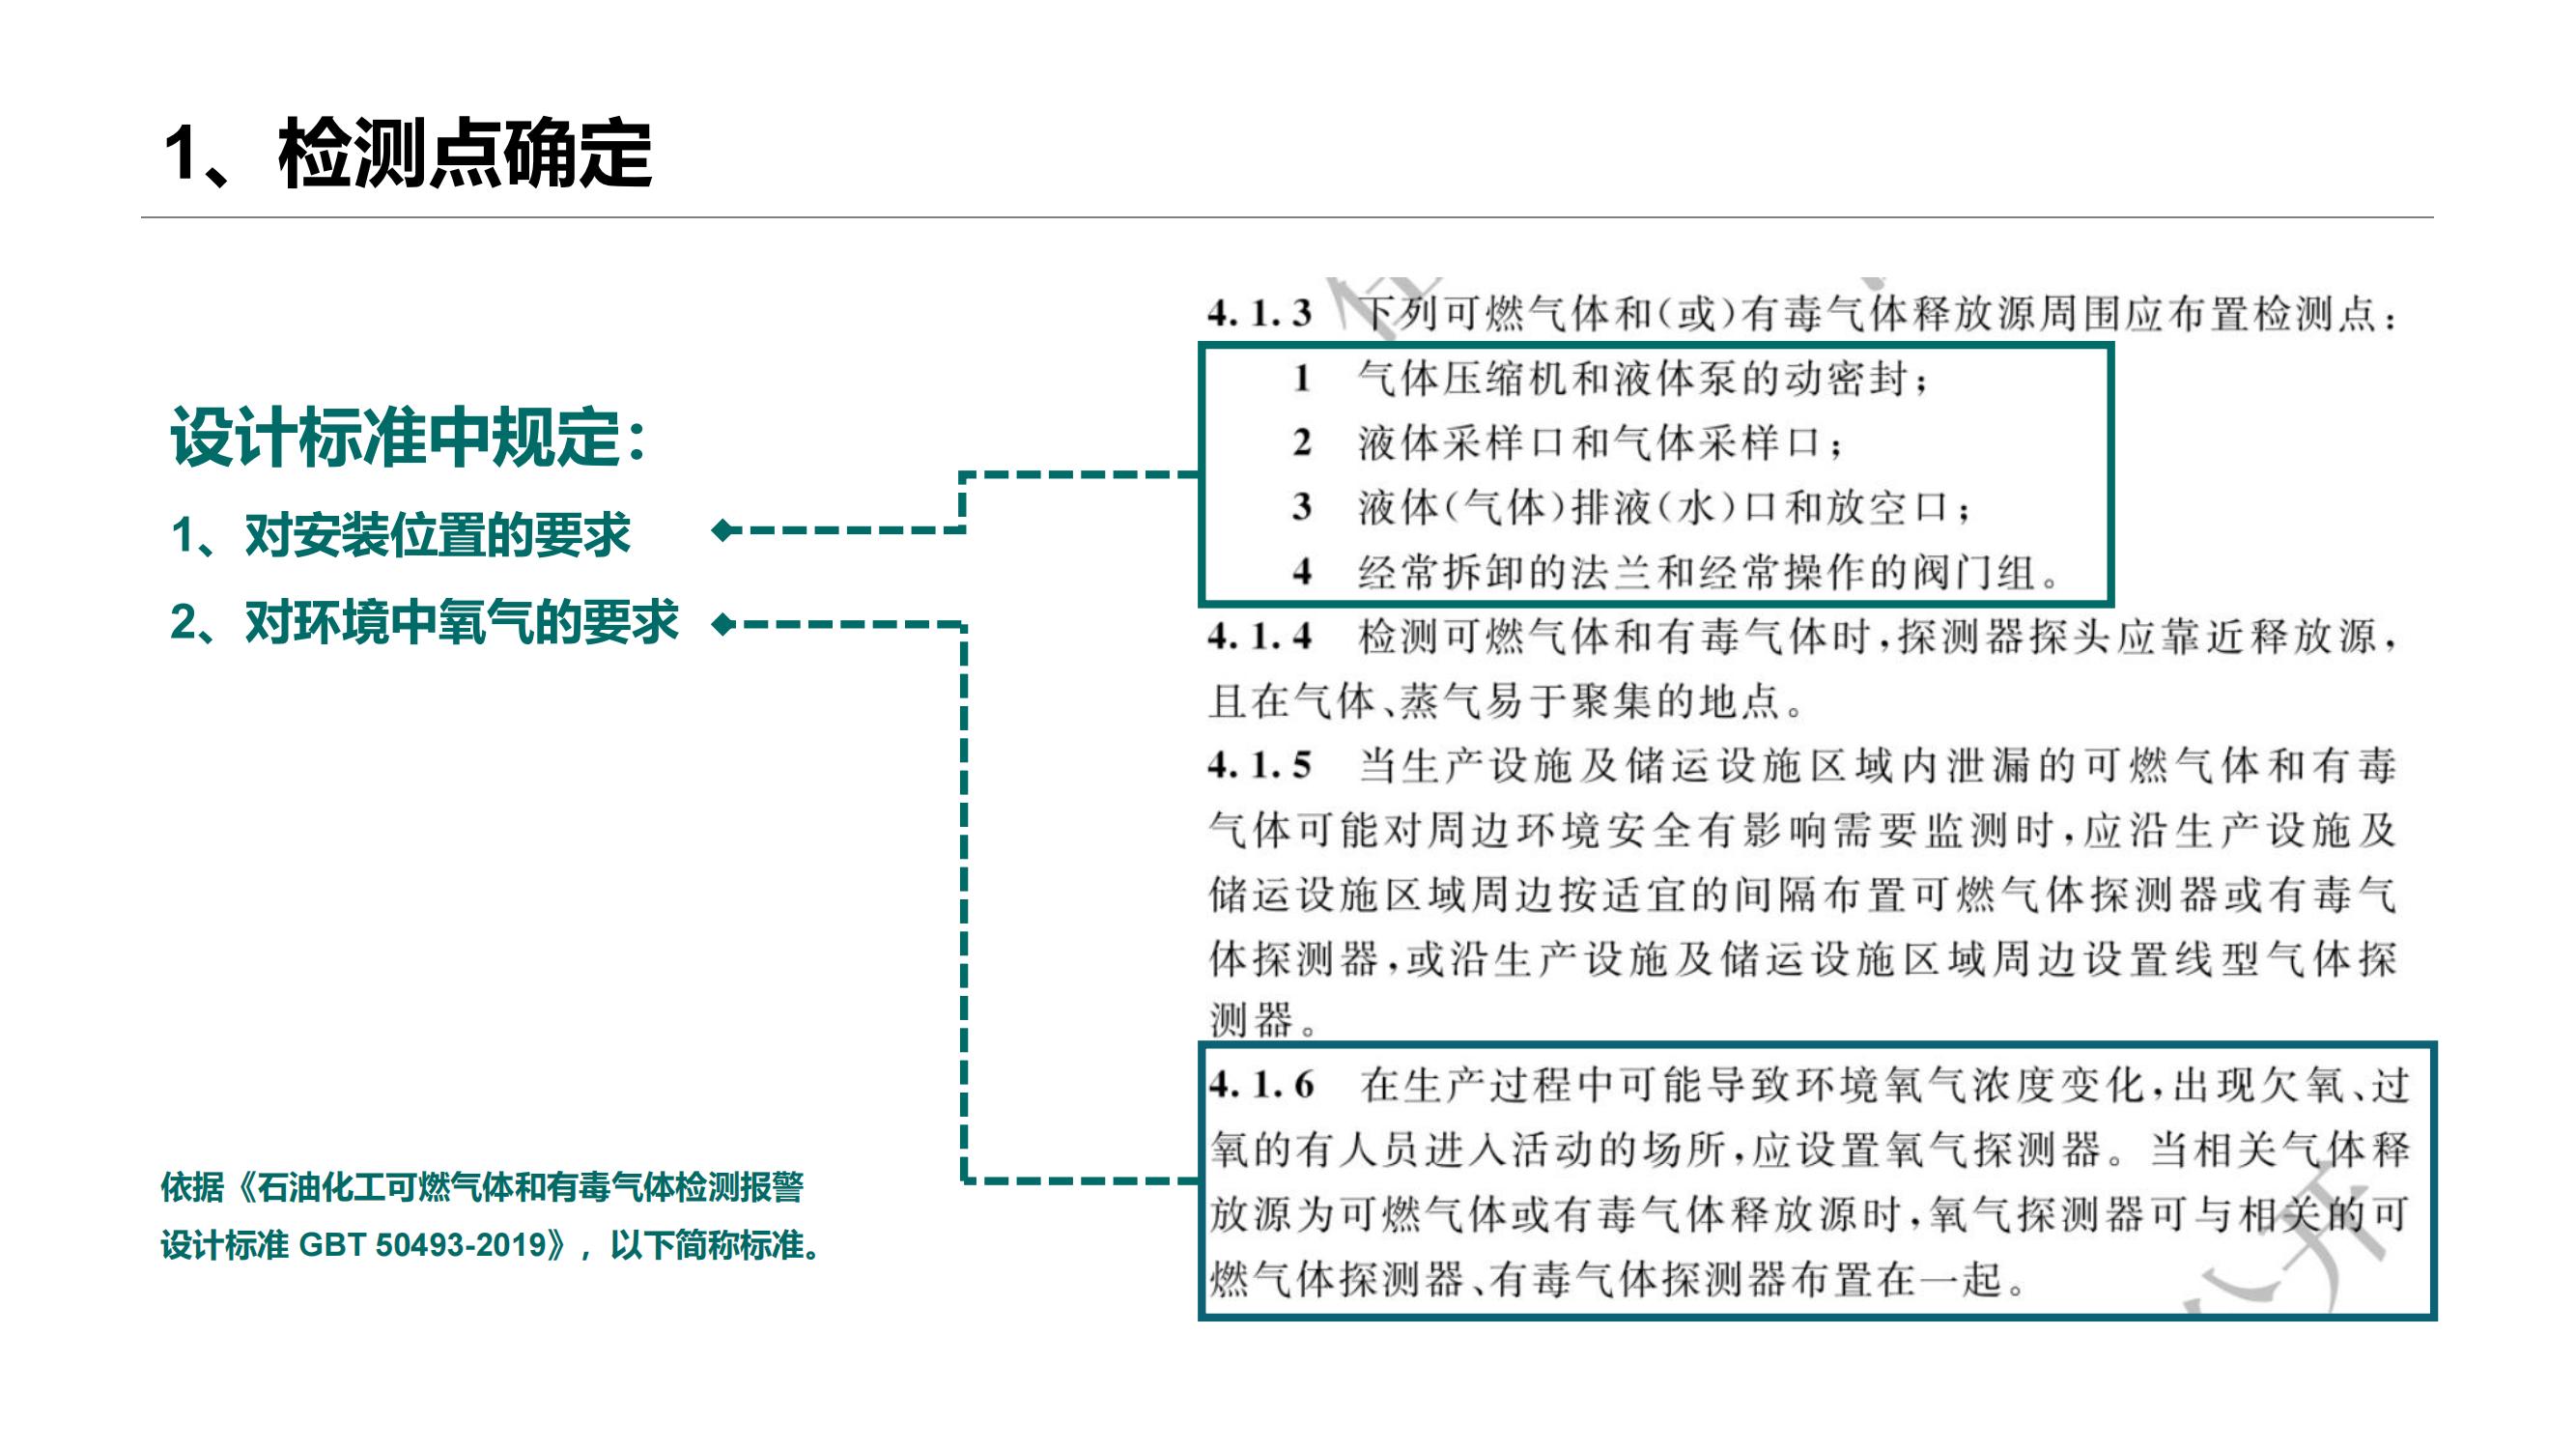 1、检测点确定
设计标准中规定：
1、对安装位置的要求
2、对环境中氧气的要求
依据《石油化工可燃气体和有毒气体检测报警
设计标准 GBT 50493-2019》，以下简称标准。
4.1.3 下列可燃气体和(或)有毒气体释放源周围应布置检测点：
1 气体压缩机和液体泵的动密封；
2 液体采样口和气体采样口；
3 液体(气体)排液(水)口和放空口；
4 经常拆卸的法兰和经常操作的阀门组。
4.1.4 检测可燃气体和有毒气体时，探测器探头应靠近释放源，
且在气体、蒸气易于聚集的地点。
4.1.5 当生产设施及储运设施区域内泄漏的可燃气体和有毒
气体可能对周边环境安全有影响需要监测时，应沿生产设施及
储运设施区域周边按适宜的间隔布置可燃气体探测器或有毒气
体探测器，或沿生产设施及储运设施区域周边设置线型气体探
测器。
4.1.6 在生产过程中可能导致环境氧气浓度变化，出现欠氧、过
氧的有人员进入活动的场所，应设置氧气探测器。当相关气体释
放源为可燃气体或有毒气体释放源时，氧气探测器可与相关的可
燃气体探测器、有毒气体探测器布置在一起。